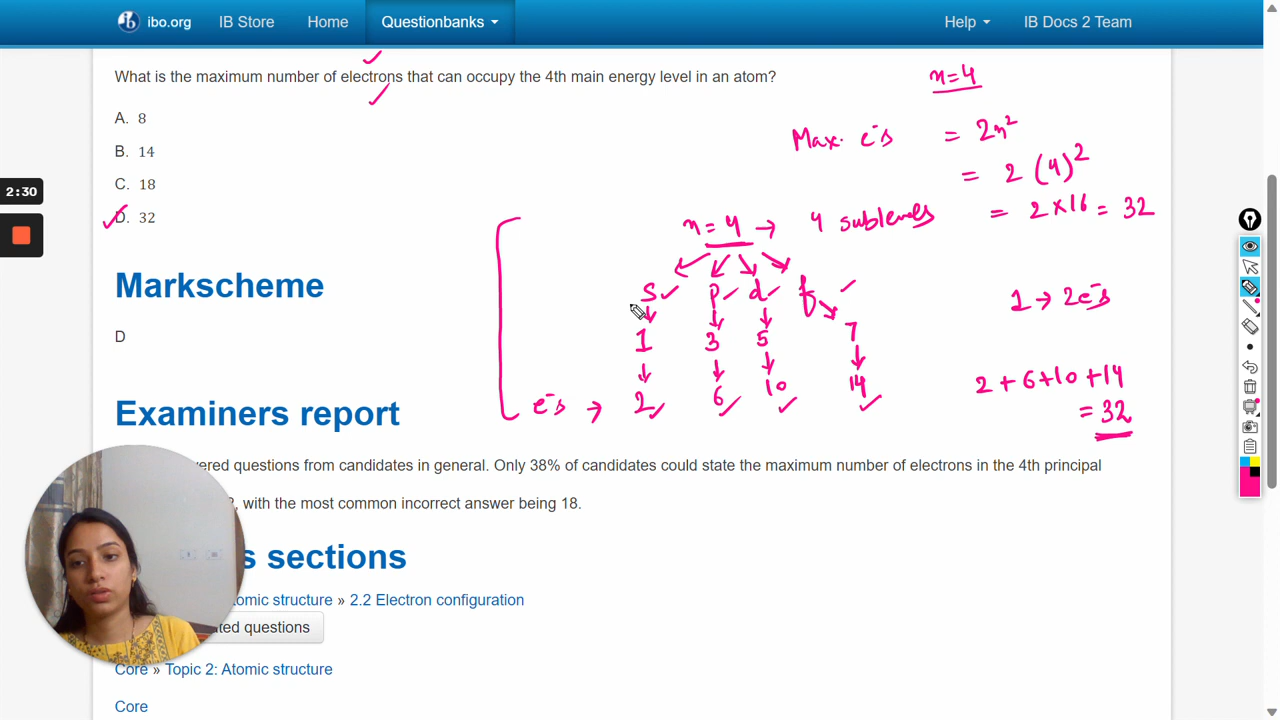 ibo.org IB Store Home Questionbanks Help IB Docs 2 Team
What is the maximum number of electrons that can occupy the 4th main energy level in an atom?
n=4
A. 8
Max. e⁻s = 2n²
B. 14
= 2 (4)²
C. 18
2:30
D. 32
= 2×16 = 32
n = 4 → 4 sublevels
Markscheme
s p d f
1 → 2e⁻s
D
1 3 5 7
2 + 6 + 10 + 14
e⁻s → 2 6 10 14
= 32
Examiners report
vered questions from candidates in general. Only 38% of candidates could state the maximum number of electrons in the 4th principal
, with the most common incorrect answer being 18.
s sections
tomic structure » 2.2 Electron configuration
ted questions
Core » Topic 2: Atomic structure
Core